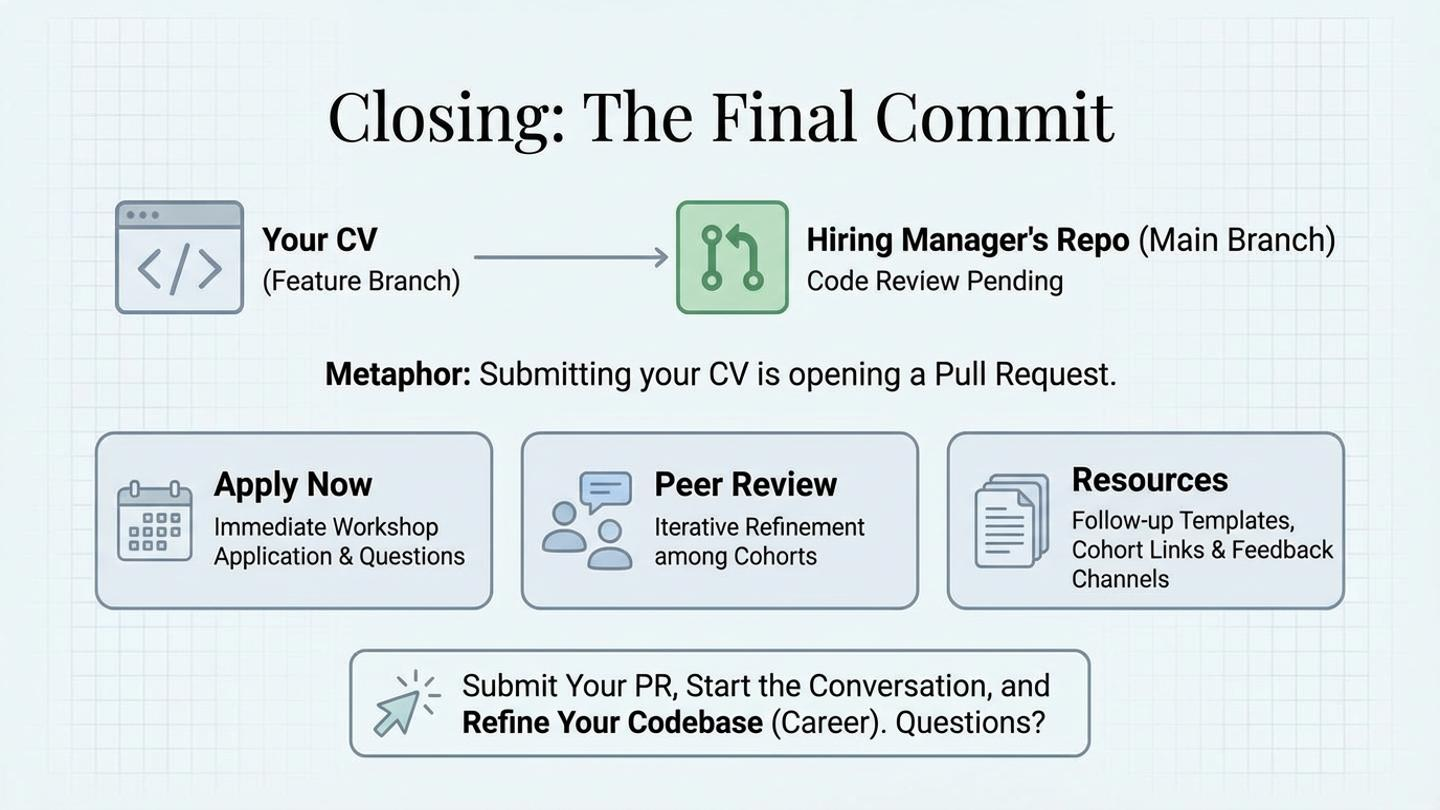 Closing: The Final Commit
</>
Your CV
(Feature Branch)
Hiring Manager's Repo (Main Branch)
Code Review Pending
Metaphor: Submitting your CV is opening a Pull Request.
Apply Now
Immediate Workshop
Application & Questions
Peer Review
Iterative Refinement
among Cohorts
Resources
Follow-up Templates,
Cohort Links & Feedback
Channels
Submit Your PR, Start the Conversation, and
Refine Your Codebase (Career). Questions?